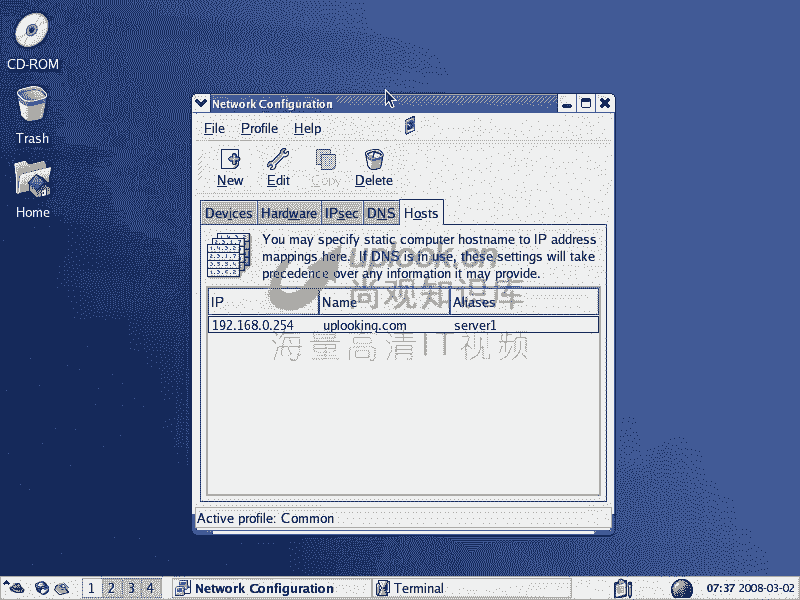 CD-ROM
Trash
Home
Network Configuration
File Profile Help
New Edit Copy Delete
Devices Hardware IPsec DNS Hosts
You may specify static computer hostname to IP address
mappings here. If DNS is in use, these settings will take
precedence over any information it may provide.
uplook.cn
尚观知识库
海量高清IT视频
IP Name Aliases
192.168.0.254 uplooking.com server1
Active profile: Common
1 2 3 4 Network Configuration Terminal 07:37 2008-03-02